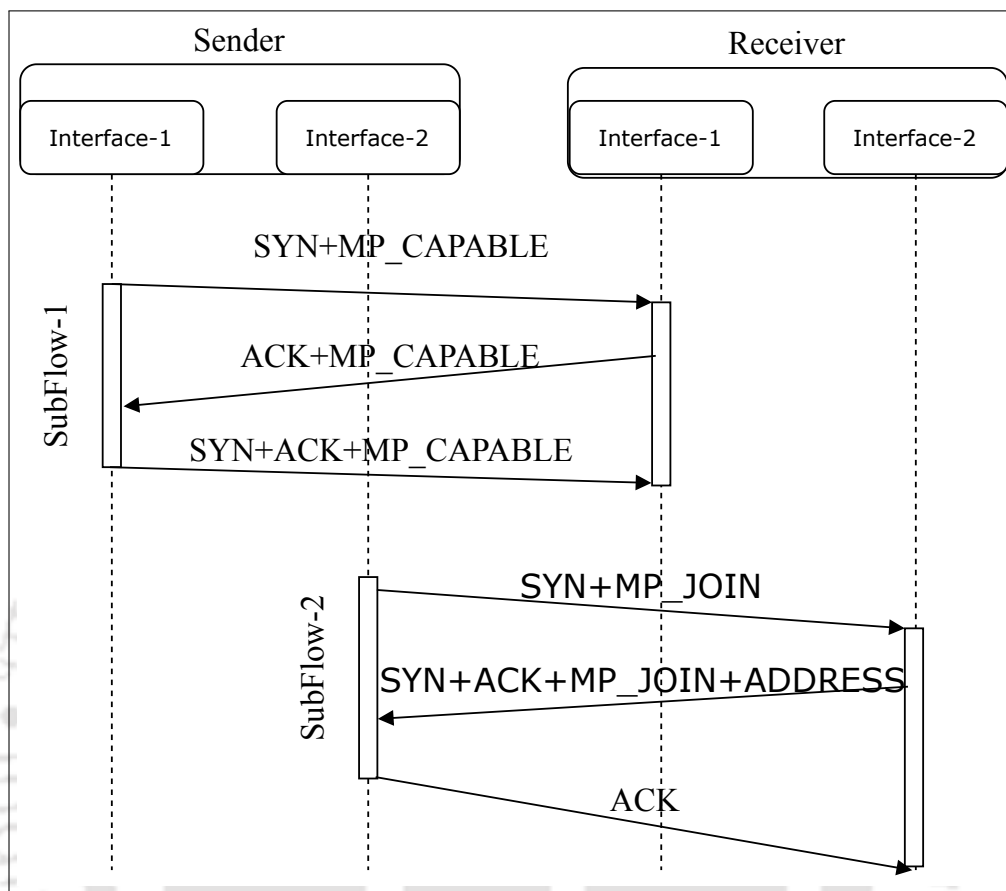 Sender
Receiver
Interface-1
Interface-2
Interface-1
Interface-2
SYN+MP_CAPABLE
SubFlow-1
ACK+MP_CAPABLE
SYN+ACK+MP_CAPABLE
SYN+MP_JOIN
SubFlow-2
SYN+ACK+MP_JOIN+ADDRESS
ACK